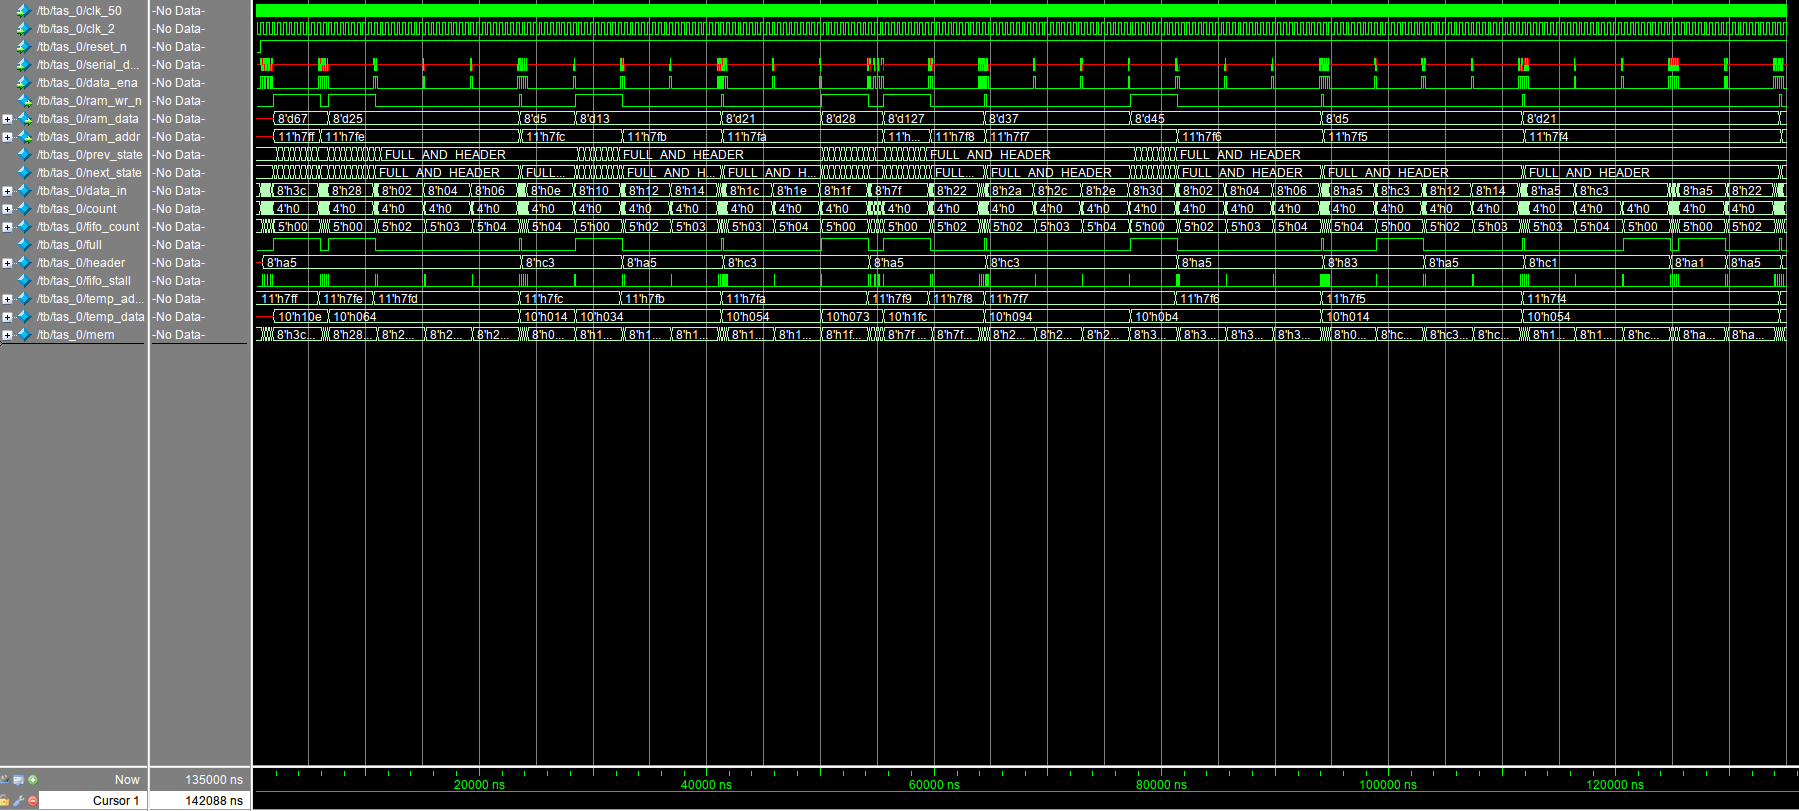 /tb/tas_0/clk_50 -No Data-
/tb/tas_0/clk_2 -No Data-
/tb/tas_0/reset_n -No Data-
/tb/tas_0/serial_d... -No Data-
/tb/tas_0/data_ena -No Data-
/tb/tas_0/ram_wr_n -No Data-
/tb/tas_0/ram_data -No Data- 8'd67 8'd25 8'd5 8'd13 8'd21 8'd28 8'd127 8'd37 8'd45 8'd5 8'd21
/tb/tas_0/ram_addr -No Data- 11'h7ff 11'h7fe 11'h7fc 11'h7fb 11'h7fa 11'h... 11'h7f8 11'h7f7 11'h7f6 11'h7f5 11'h7f4
/tb/tas_0/prev_state -No Data- FULL_AND_HEADER FULL_AND_HEADER FULL_AND_HEADER FULL_AND_HEADER
/tb/tas_0/next_state -No Data- FULL_AND_HEADER FULL... FULL_AND_H... FULL_AND_H... FULL... FULL_AND_HEADER FULL_AND_HEADER FULL_AND_HEADER FULL_AND_HEADER
/tb/tas_0/data_in -No Data- 8'h3c 8'h28 8'h02 8'h04 8'h06 8'h0e 8'h10 8'h12 8'h14 8'h1c 8'h1e 8'h1f 8'h7f 8'h22 8'h2a 8'h2c 8'h2e 8'h30 8'h02 8'h04 8'h06 8'ha5 8'hc3 8'h12 8'h14 8'ha5 8'hc3 8'ha5 8'h22
/tb/tas_0/count -No Data- 4'h0 4'h0 4'h0 4'h0 4'h0 4'h0 4'h0 4'h0 4'h0 4'h0 4'h0 4'h0 4'h0 4'h0 4'h0 4'h0 4'h0 4'h0 4'h0 4'h0 4'h0 4'h0 4'h0 4'h0 4'h0 4'h0 4'h0 4'h0 4'h0 4'h0
/tb/tas_0/fifo_count -No Data- 5'h00 5'h00 5'h02 5'h03 5'h04 5'h04 5'h00 5'h02 5'h03 5'h03 5'h04 5'h00 5'h00 5'h02 5'h02 5'h03 5'h04 5'h00 5'h02 5'h03 5'h04 5'h04 5'h00 5'h02 5'h03 5'h03 5'h04 5'h00 5'h00 5'h02
/tb/tas_0/full -No Data-
/tb/tas_0/header -No Data- 8'ha5 8'hc3 8'ha5 8'hc3 8'ha5 8'hc3 8'ha5 8'h83 8'ha5 8'hc1 8'ha1 8'ha5
/tb/tas_0/fifo_stall -No Data-
/tb/tas_0/temp_ad... -No Data- 11'h7ff 11'h7fe 11'h7fd 11'h7fc 11'h7fb 11'h7fa 11'h7f9 11'h7f8 11'h7f7 11'h7f6 11'h7f5 11'h7f4
/tb/tas_0/temp_data -No Data- 10'h10e 10'h064 10'h014 10'h034 10'h054 10'h073 10'h1fc 10'h094 10'h0b4 10'h014 10'h054
/tb/tas_0/mem -No Data- 8'h3c... 8'h28... 8'h2... 8'h2... 8'h2... 8'h0... 8'h1... 8'h1... 8'h1... 8'h1... 8'h1... 8'h1f... 8'h7f... 8'h7f... 8'h2... 8'h2... 8'h2... 8'h3... 8'h3... 8'h3... 8'h3... 8'h0... 8'hc... 8'hc3... 8'hc... 8'h1... 8'h1... 8'hc... 8'ha... 8'ha...
Now 135000 ns 20000 ns 40000 ns 60000 ns 80000 ns 100000 ns 120000 ns
Cursor 1 142088 ns